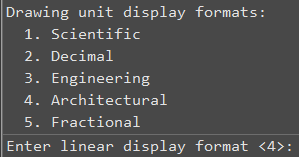 Drawing unit display formats:
1. Scientific
2. Decimal
3. Engineering
4. Architectural
5. Fractional
Enter linear display format <4>: